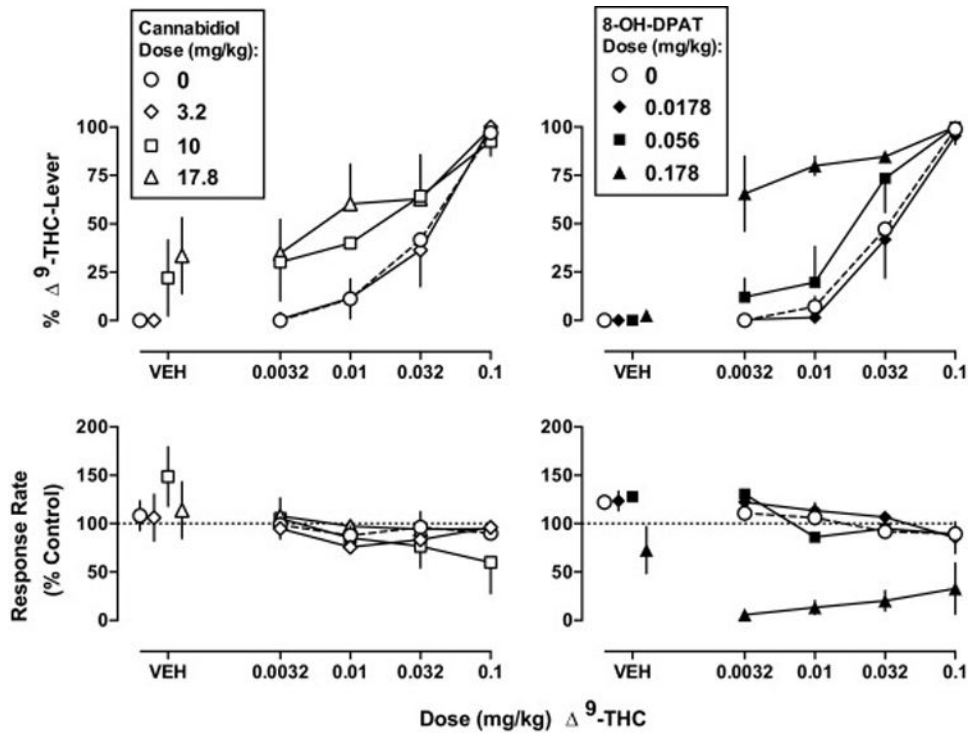 Cannabidiol
Dose (mg/kg):
0
3.2
10
17.8
8-OH-DPAT
Dose (mg/kg):
0
0.0178
0.056
0.178
% Δ9-THC-Lever
100
75
50
25
0
VEH 0.0032 0.01 0.032 0.1
100
75
50
25
0
VEH 0.0032 0.01 0.032 0.1
Response Rate
(% Control)
200
150
100
50
0
VEH 0.0032 0.01 0.032 0.1
200
150
100
50
0
VEH 0.0032 0.01 0.032 0.1
Dose (mg/kg) Δ9-THC